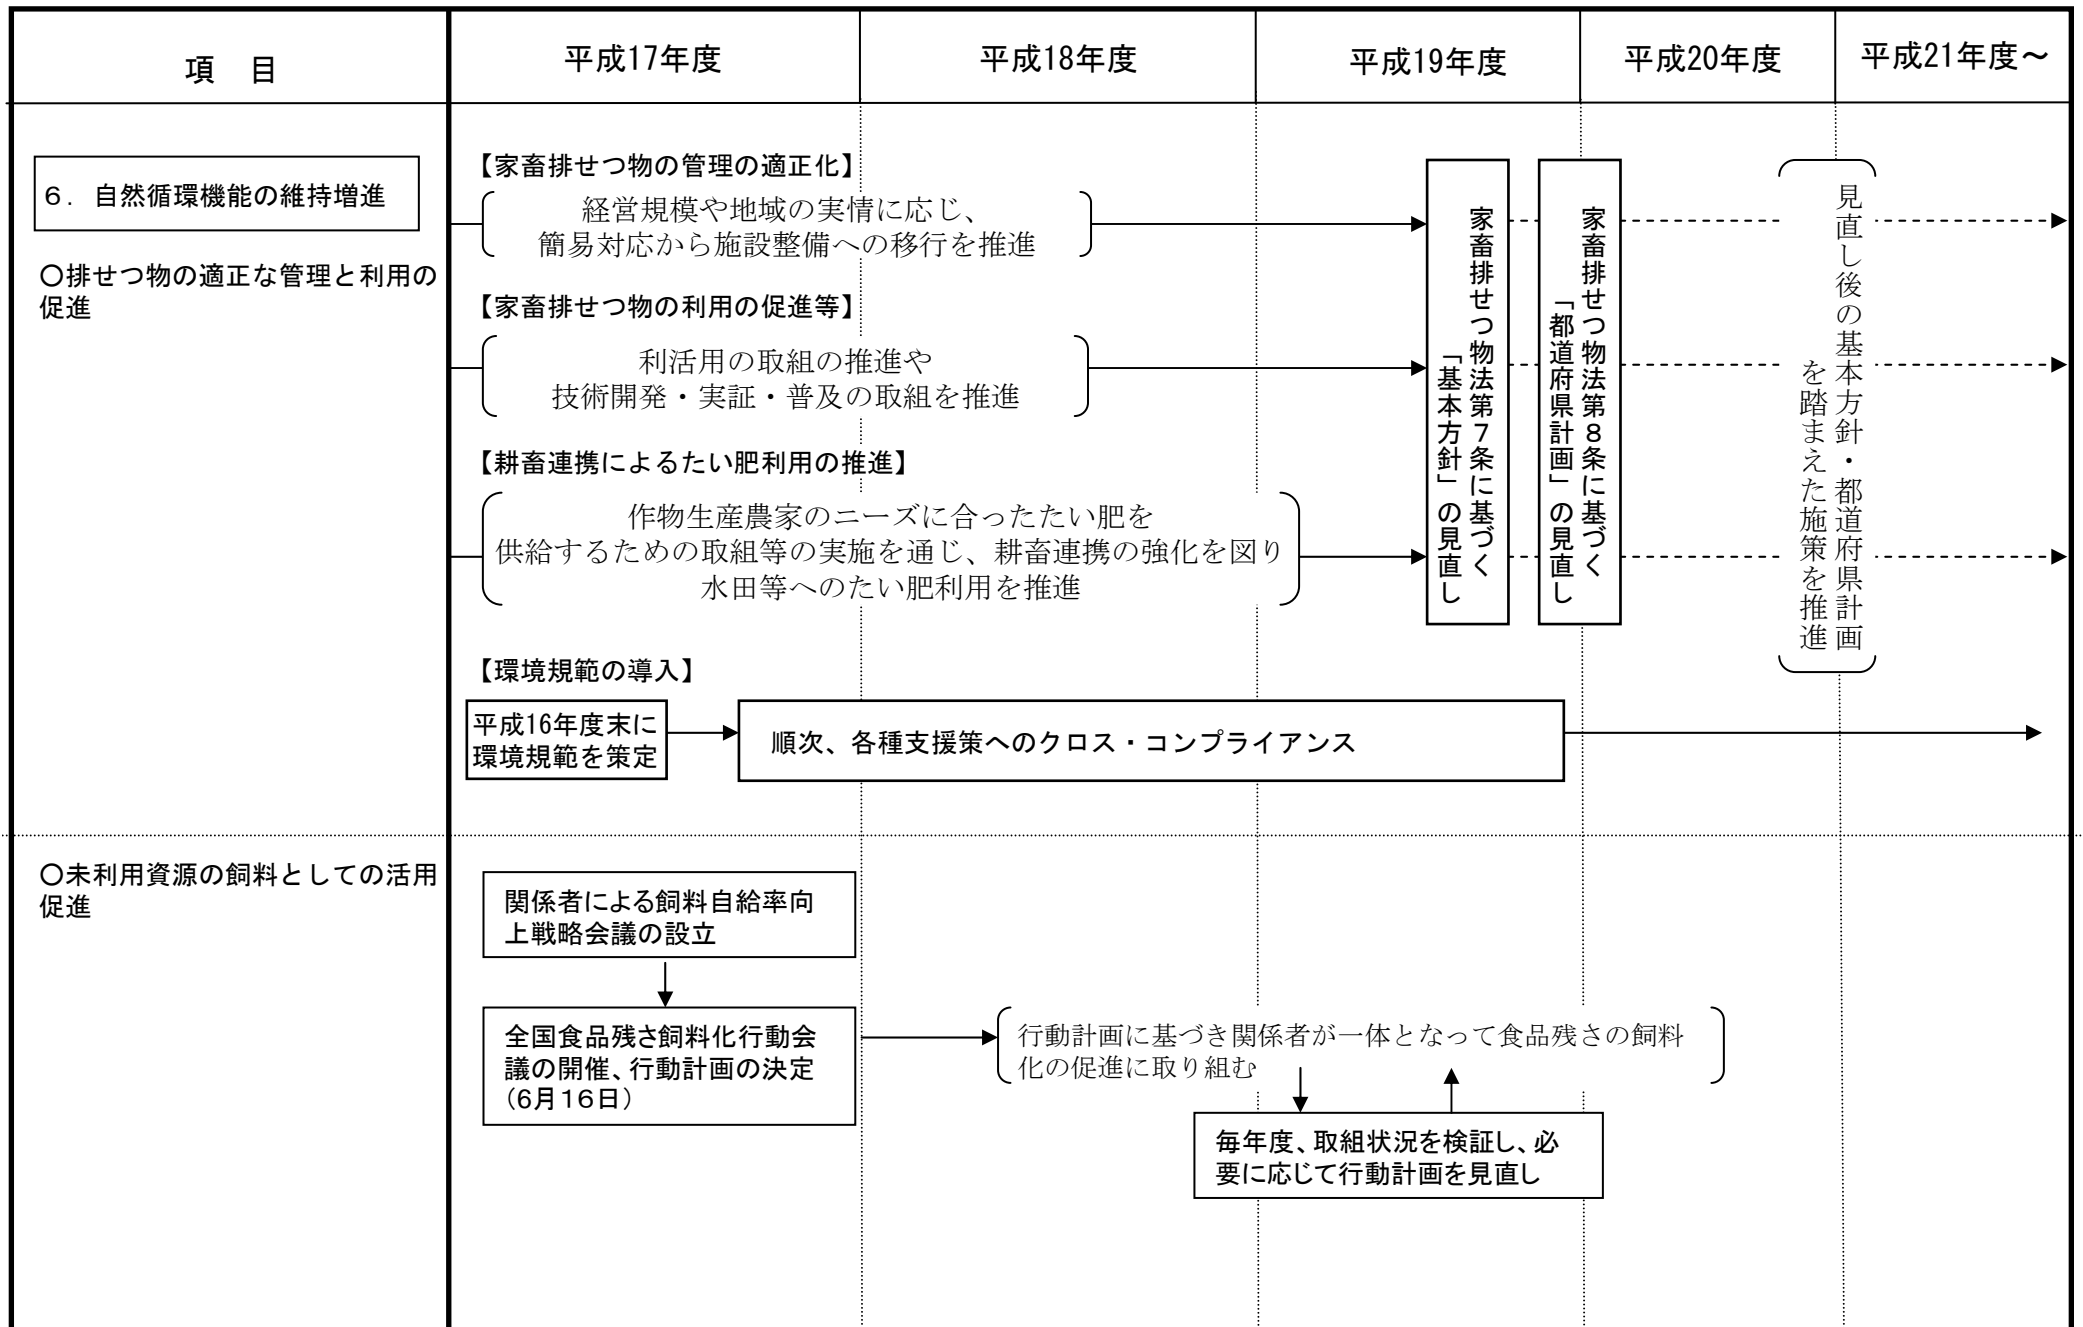 項　目
平成17年度
平成18年度
平成19年度
平成20年度
平成21年度～
６．自然循環機能の維持増進
○排せつ物の適正な管理と利用の
促進
【家畜排せつ物の管理の適正化】
経営規模や地域の実情に応じ、
簡易対応から施設整備への移行を推進
【家畜排せつ物の利用の促進等】
利活用の取組の推進や
技術開発・実証・普及の取組を推進
【耕畜連携によるたい肥利用の推進】
作物生産農家のニーズに合ったたい肥を
供給するための取組等の実施を通じ、耕畜連携の強化を図り
水田等へのたい肥利用を推進
家畜排せつ物法第７条に基づく
「基本方針」の見直し
家畜排せつ物法第８条に基づく
「都道府県計画」の見直し
見直し後の基本方針・都道府県計画
を踏まえた施策を推進
【環境規範の導入】
平成16年度末に
環境規範を策定
順次、各種支援策へのクロス・コンプライアンス
○未利用資源の飼料としての活用
促進
関係者による飼料自給率向
上戦略会議の設立
全国食品残さ飼料化行動会
議の開催、行動計画の決定
（6月16日）
行動計画に基づき関係者が一体となって食品残さの飼料
化の促進に取り組む
毎年度、取組状況を検証し、必
要に応じて行動計画を見直し